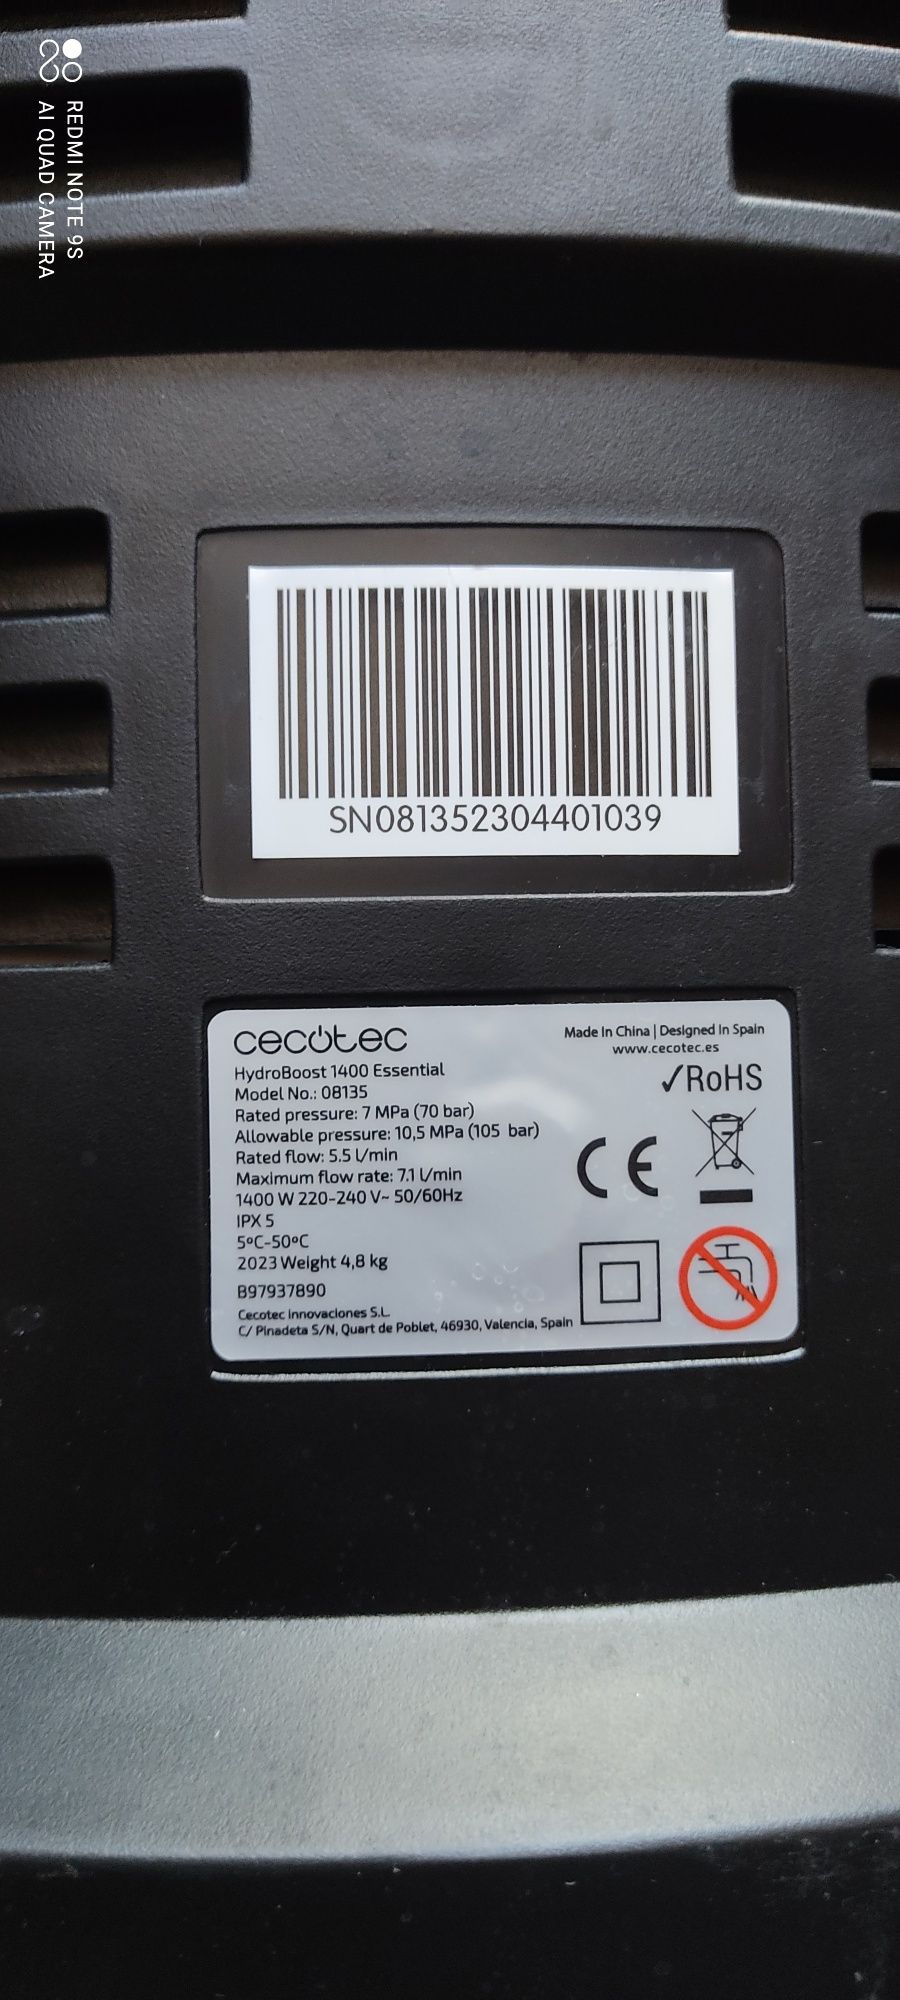 REDMI NOTE 9S
AI QUAD CAMERA
SN081352304401039
cecotec
Made in China | Designed in Spain
www.cecotec.es
HydroBoost 1400 Essential
Model No.: 08135
✓RoHS
Rated pressure: 7 MPa (70 bar)
Allowable pressure: 10,5 MPa (105 bar)
Rated flow: 5.5 l/min
Maximum flow rate: 7.1 l/min
CE
1400 W 220-240 V~ 50/60Hz
IPX 5
5ºC-50ºC
2023 Weight 4,8 kg
B97937890
Cecotec Innovaciones S.L.
C/ Pinadeta S/N, Quart de Poblet, 46930, Valencia, Spain